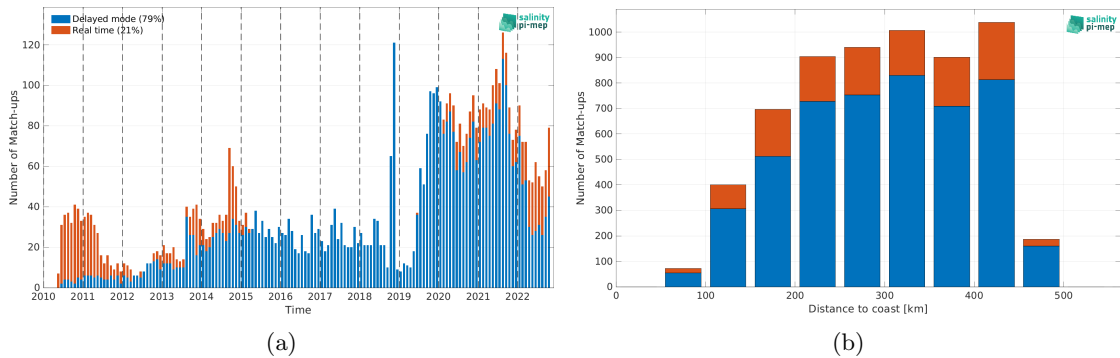 Delayed mode (79%)
Real time (21%)
salinity
pi-mep
Number of Match-ups
120
100
80
60
40
20
0
2010 2011 2012 2013 2014 2015 2016 2017 2018 2019 2020 2021 2022
Time
(a)
salinity
pi-mep
Number of Match-ups
1000
900
800
700
600
500
400
300
200
100
0
0 100 200 300 400 500
Distance to coast [km]
(b)